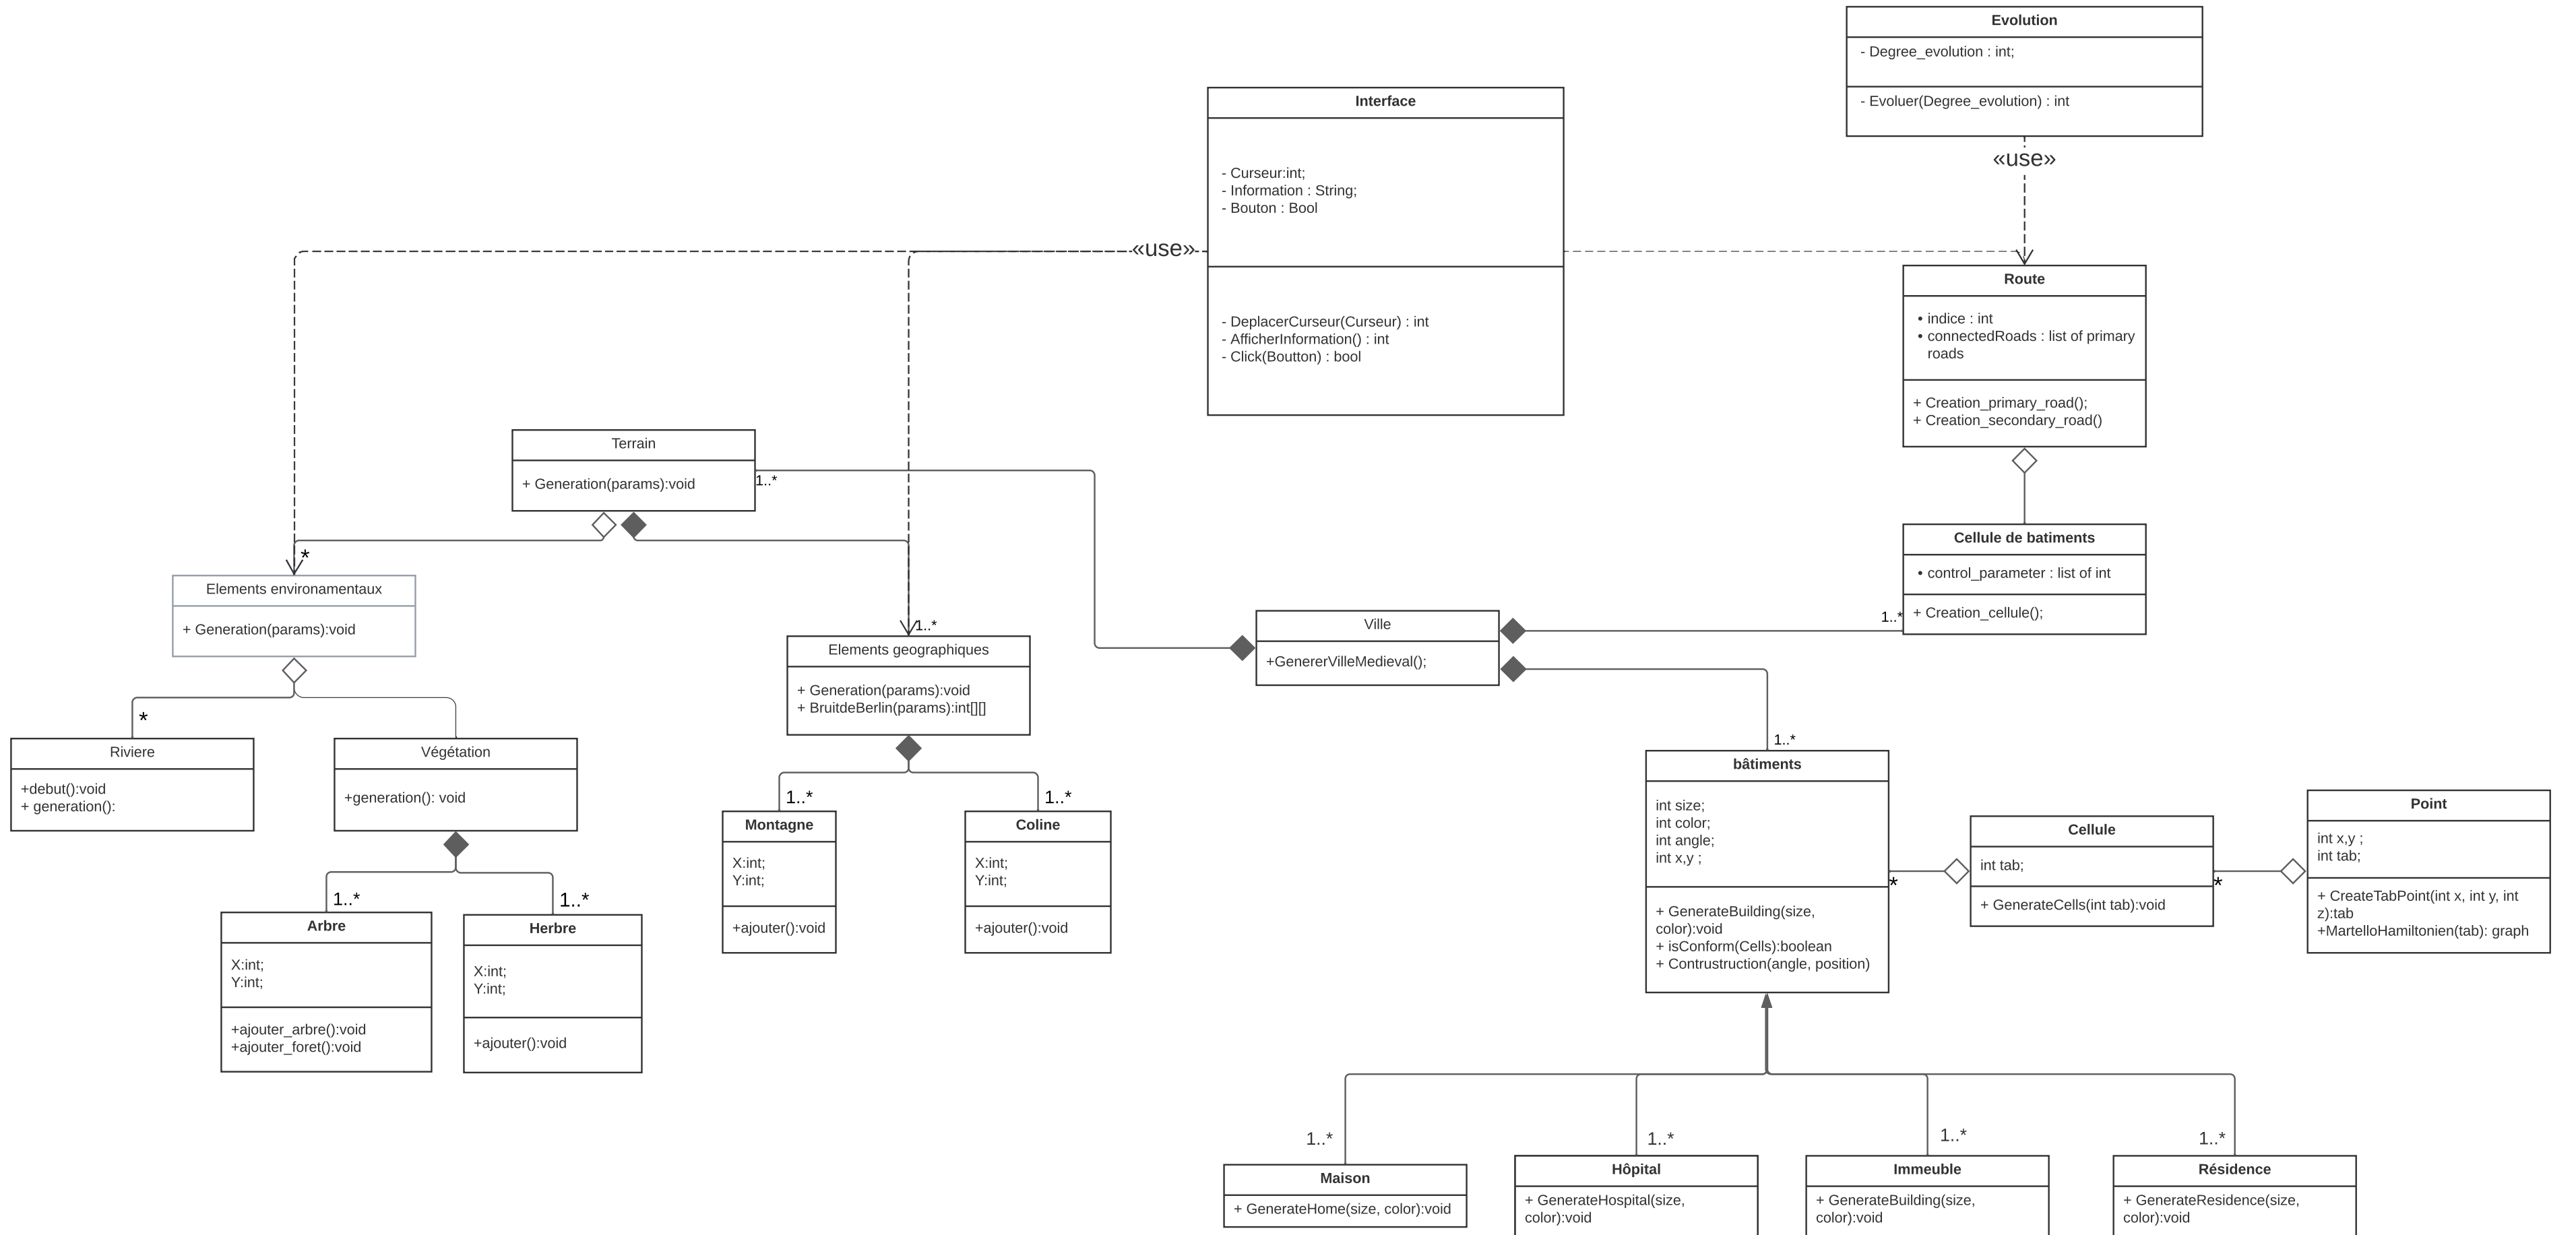 Evolution
- Degree_evolution : int;
- Evoluer(Degree_evolution) : int
«use»
Interface
- Curseur:int;
- Information : String;
- Bouton : Bool
- DeplacerCurseur(Curseur) : int
- AfficherInformation() : int
- Click(Boutton) : bool
«use»
Route
• indice : int
• connectedRoads : list of primary
roads
+ Creation_primary_road();
+ Creation_secondary_road()
Terrain
+ Generation(params):void
1..*
*
Elements environamentaux
+ Generation(params):void
1..*
Elements geographiques
+ Generation(params):void
+ BruitdeBerlin(params):int[][]
Ville
+GenererVilleMedieval();
Cellule de batiments
• control_parameter : list of int
+ Creation_cellule();
1..*
*
Riviere
+debut():void
+ generation():
Végétation
+generation(): void
1..*
Arbre
X:int;
Y:int;
+ajouter_arbre():void
+ajouter_foret():void
1..*
Herbre
X:int;
Y:int;
+ajouter():void
1..*
Montagne
X:int;
Y:int;
+ajouter():void
1..*
Coline
X:int;
Y:int;
+ajouter():void
1..*
bâtiments
int size;
int color;
int angle;
int x,y ;
+ GenerateBuilding(size,
color):void
+ isConform(Cells):boolean
+ Contrustruction(angle, position)
*
Cellule
int tab;
+ GenerateCells(int tab):void
*
Point
int x,y ;
int tab;
+ CreateTabPoint(int x, int y, int
z):tab
+MartelloHamiltonien(tab): graph
1..*
Maison
+ GenerateHome(size, color):void
1..*
Hôpital
+ GenerateHospital(size,
color):void
1..*
Immeuble
+ GenerateBuilding(size,
color):void
1..*
Résidence
+ GenerateResidence(size,
color):void